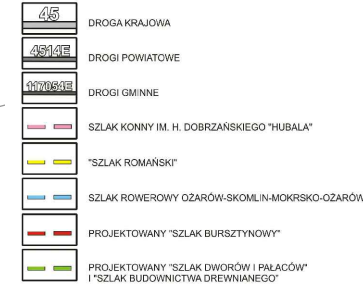 45
DROGA KRAJOWA
4514E
DROGI POWIATOWE
117054E
DROGI GMINNE
SZLAK KONNY IM. H. DOBRZAŃSKIEGO "HUBALA"
"SZLAK ROMAŃSKI"
SZLAK ROWEROWY OŻARÓW-SKOMLIN-MOKRSKO-OŻARÓW
PROJEKTOWANY "SZLAK BURSZTYNOWY"
PROJEKTOWANY "SZLAK DWORÓW I PAŁACÓW"
I "SZLAK BUDOWNICTWA DREWNIANEGO"